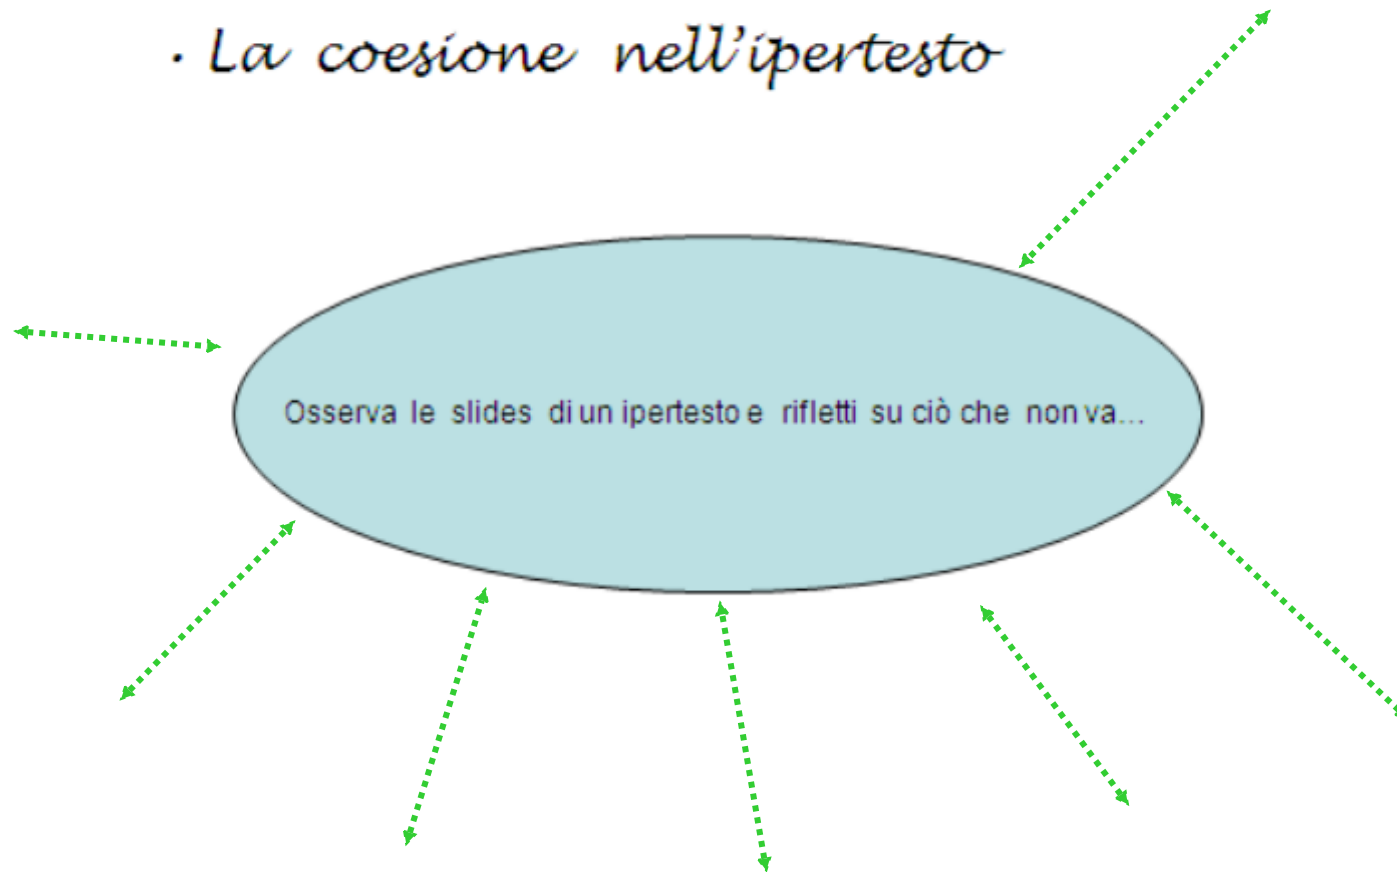 · La coesione nell'ipertesto
Osserva le slides di un ipertesto e rifletti su ciò che non va...